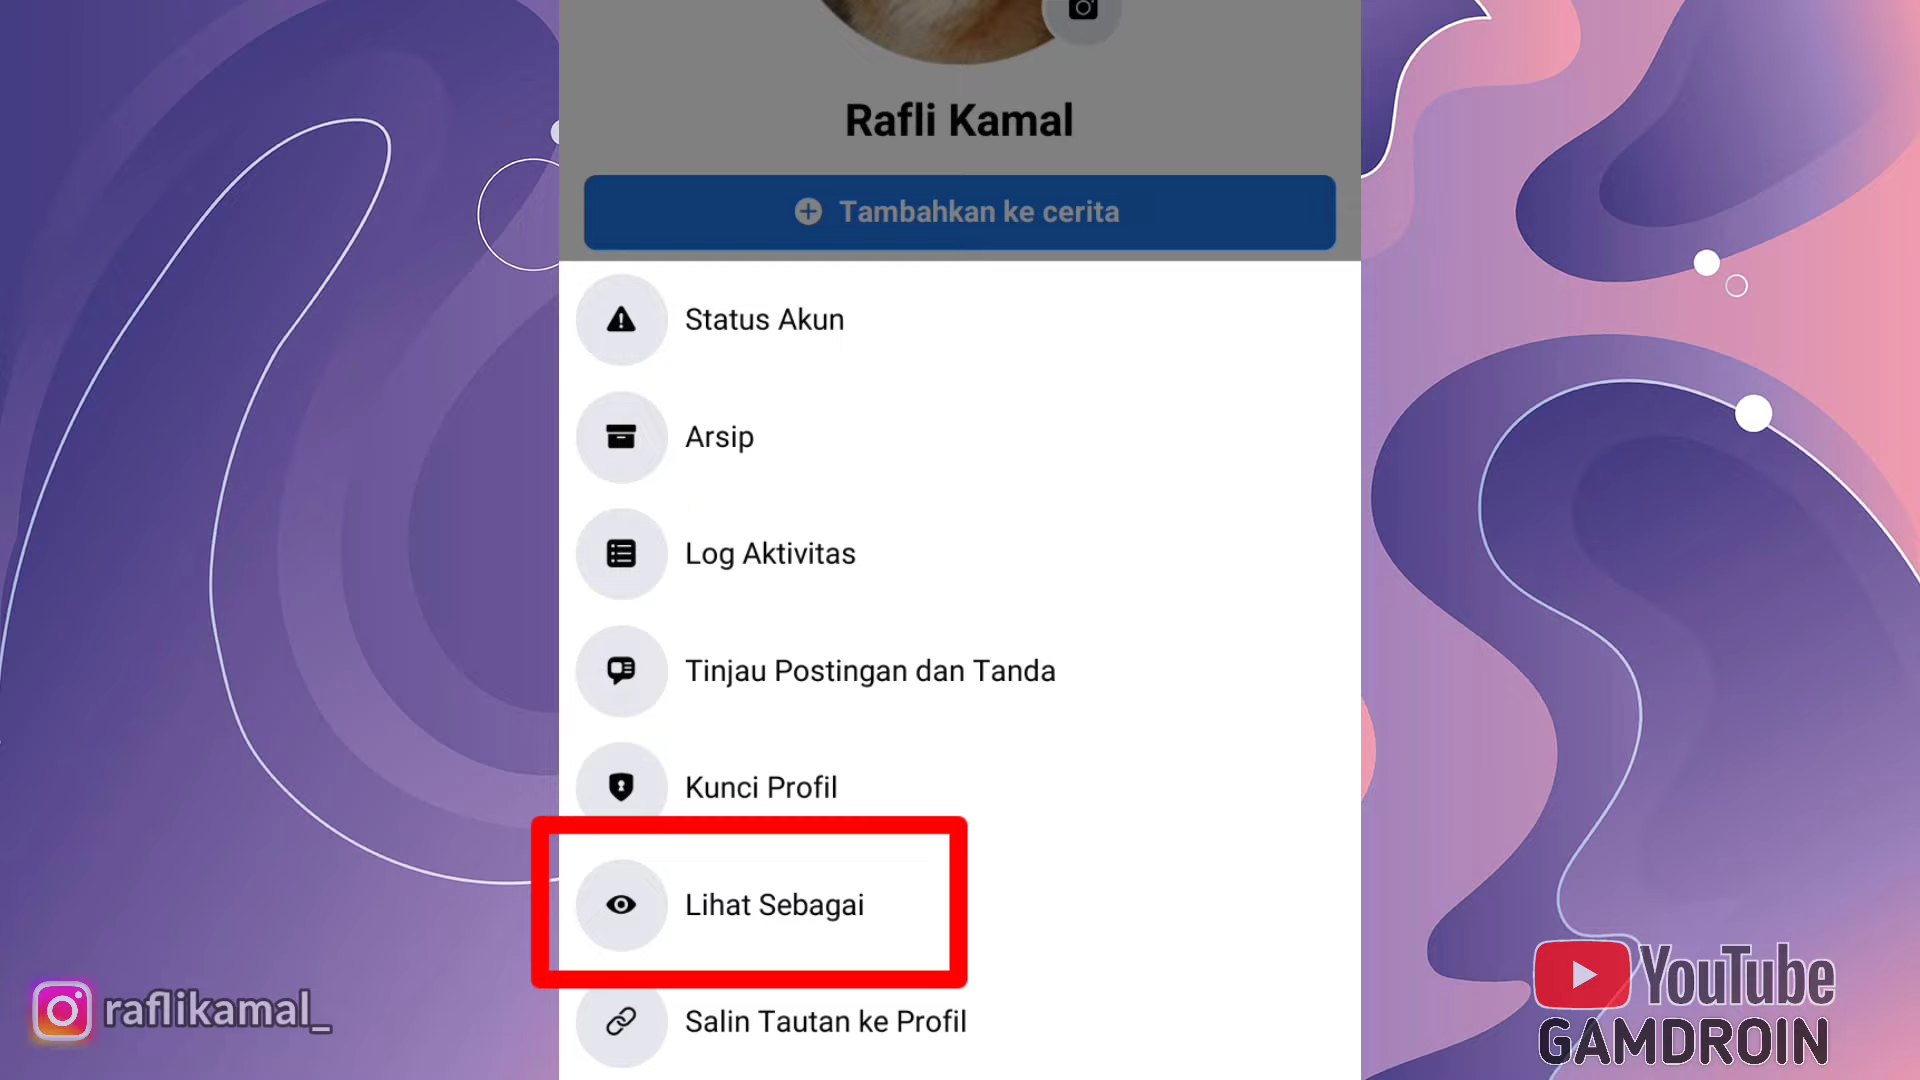 Rafli Kamal
Tambahkan ke cerita
Status Akun
Arsip
Log Aktivitas
Tinjau Postingan dan Tanda
Kunci Profil
Lihat Sebagai
Salin Tautan ke Profil
raflikamal_
YouTube
GAMDROIN